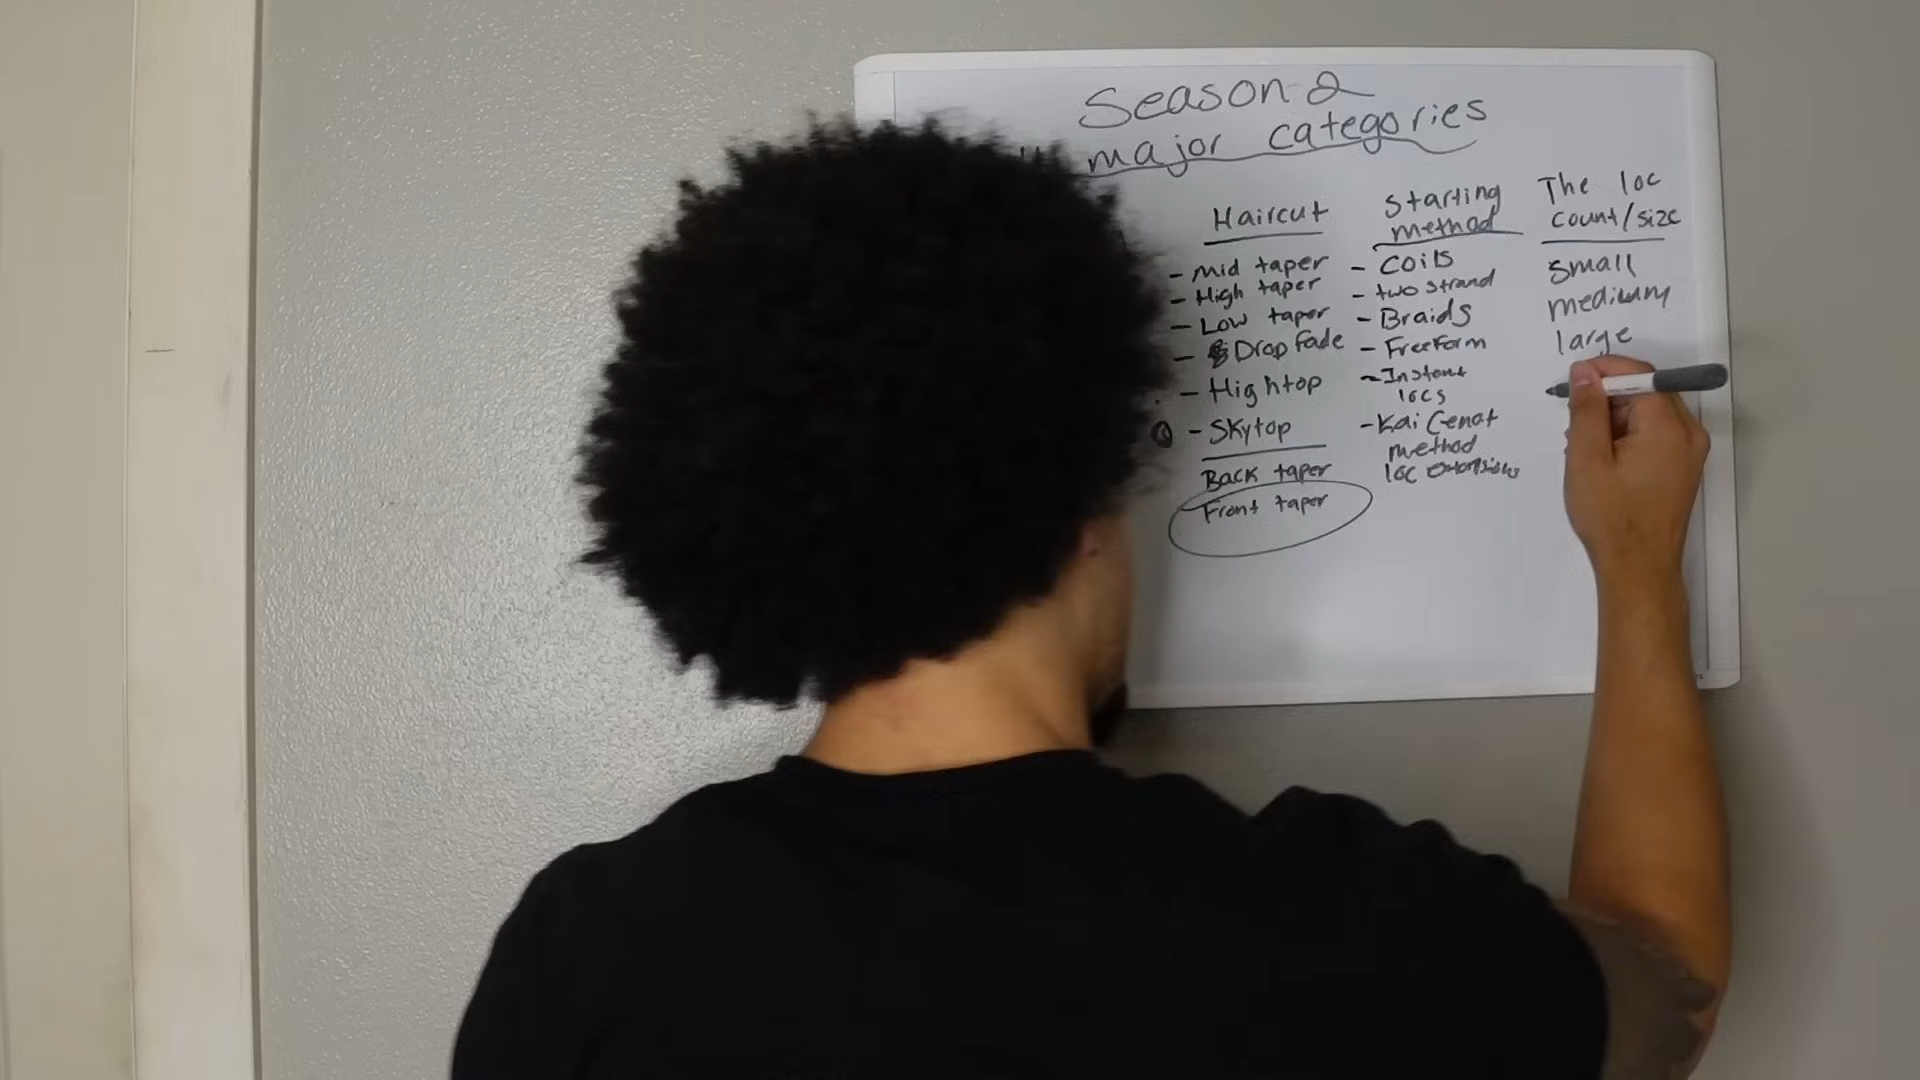 Season 2
major categories
Haircut
- mid taper
- High taper
- Low taper
- Drop Fade
- Hightop
- Skytop
Back taper
Front taper
Starting
method
- Coils
- two strand
- Braids
- Freeform
- Instant
locs
- Kai Cenat
method
loc extensions
The loc
count/size
small
medium
large